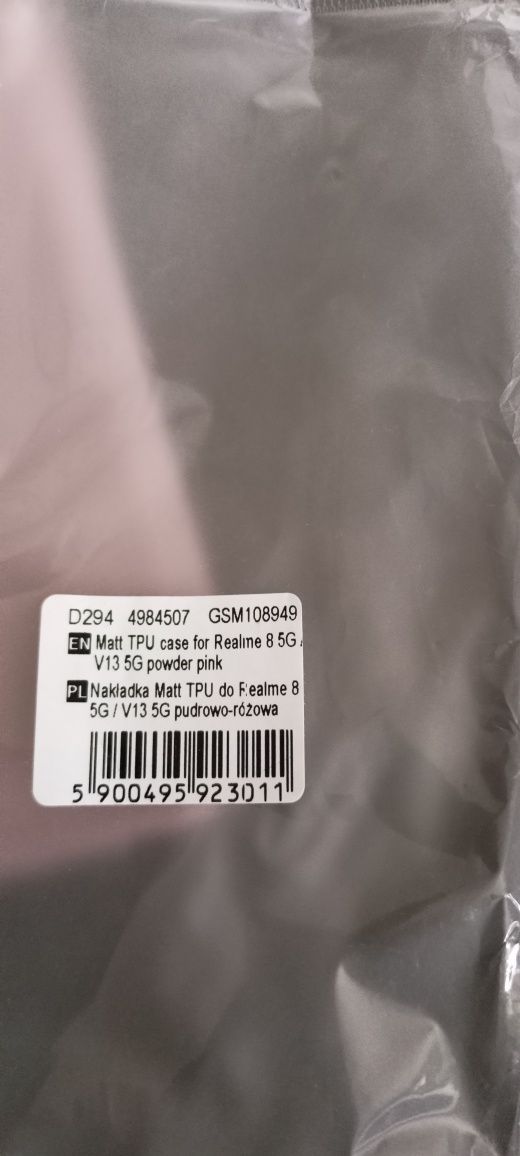 D294 4984507 GSM108949
EN Matt TPU case for Realme 8 5G /
V13 5G powder pink
PL Nakładka Matt TPU do Realme 8
5G / V13 5G pudrowo-różowa
5 900495 923011